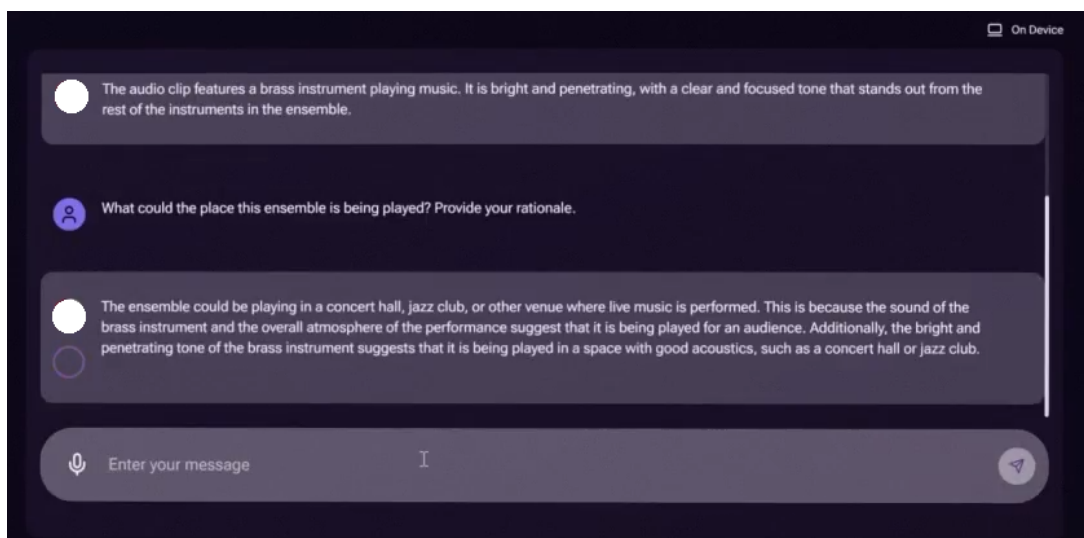 On Device
The audio clip features a brass instrument playing music. It is bright and penetrating, with a clear and focused tone that stands out from the
rest of the instruments in the ensemble.
What could the place this ensemble is being played? Provide your rationale.
The ensemble could be playing in a concert hall, jazz club, or other venue where live music is performed. This is because the sound of the
brass instrument and the overall atmosphere of the performance suggest that it is being played for an audience. Additionally, the bright and
penetrating tone of the brass instrument suggests that it is being played in a space with good acoustics, such as a concert hall or jazz club.
Enter your message